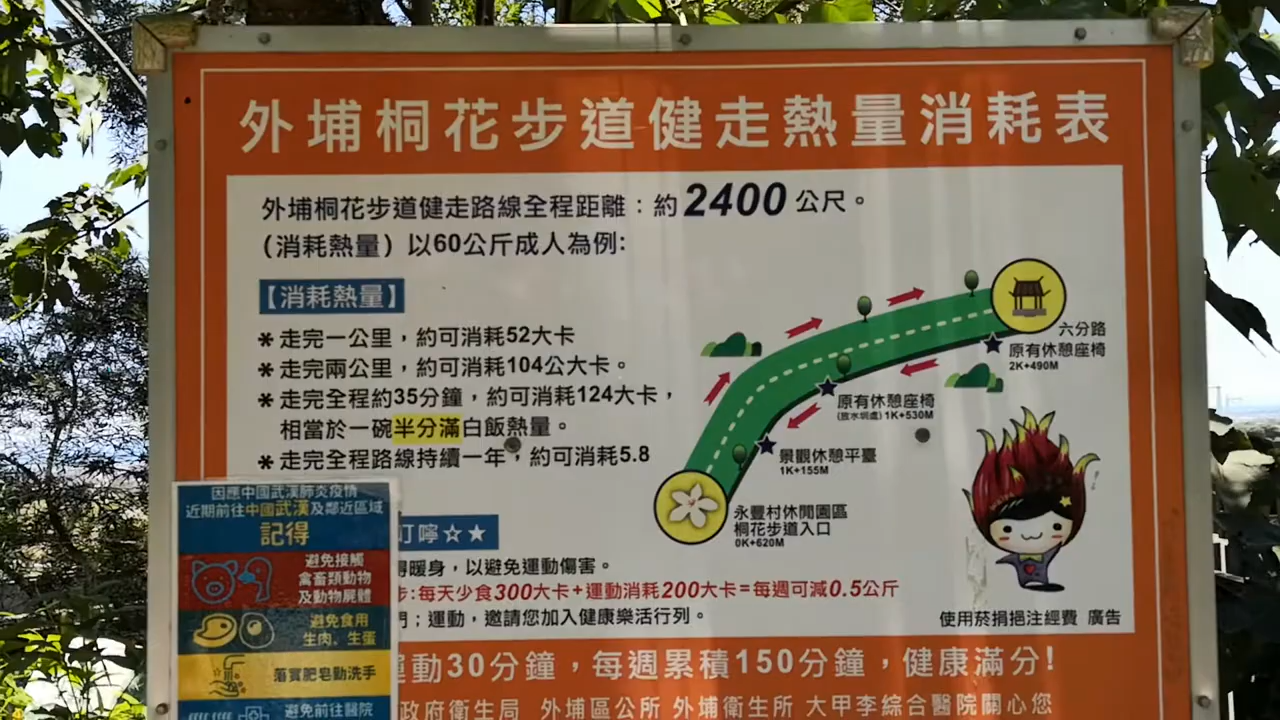 外埔桐花步道健走熱量消耗表
外埔桐花步道健走路線全程距離：約2400公尺。
（消耗熱量）以60公斤成人為例:
【消耗熱量】
＊走完一公里，約可消耗52大卡
＊走完兩公里，約可消耗104公大卡。
＊走完全程約35分鐘，約可消耗124大卡，
相當於一碗半分滿白飯熱量。
＊走完全程路線持續一年，約可消耗5.8
六分路
原有休憩座椅
2K+490M
原有休憩座椅
1K+530M
景觀休憩平臺
1K+155M
永豐村休閒園區
桐花步道入口
0K+620M
叮嚀☆★
暖身，以避免運動傷害。
:每天少食300大卡+運動消耗200大卡=每週可減0.5公斤
；運動，邀請您加入健康樂活行列。
使用菸捐挹注經費 廣告
動30分鐘，每週累積150分鐘，健康滿分!
政府衛生局 外埔區公所 外埔衛生所 大甲李綜合醫院關心您
因應中國武漢肺炎疫情
近期前往中國武漢及鄰近區域
記得
避免接觸
禽畜類動物
及動物屍體
避免食用
生肉、生蛋
落實肥皂勤洗手
避免前往醫院